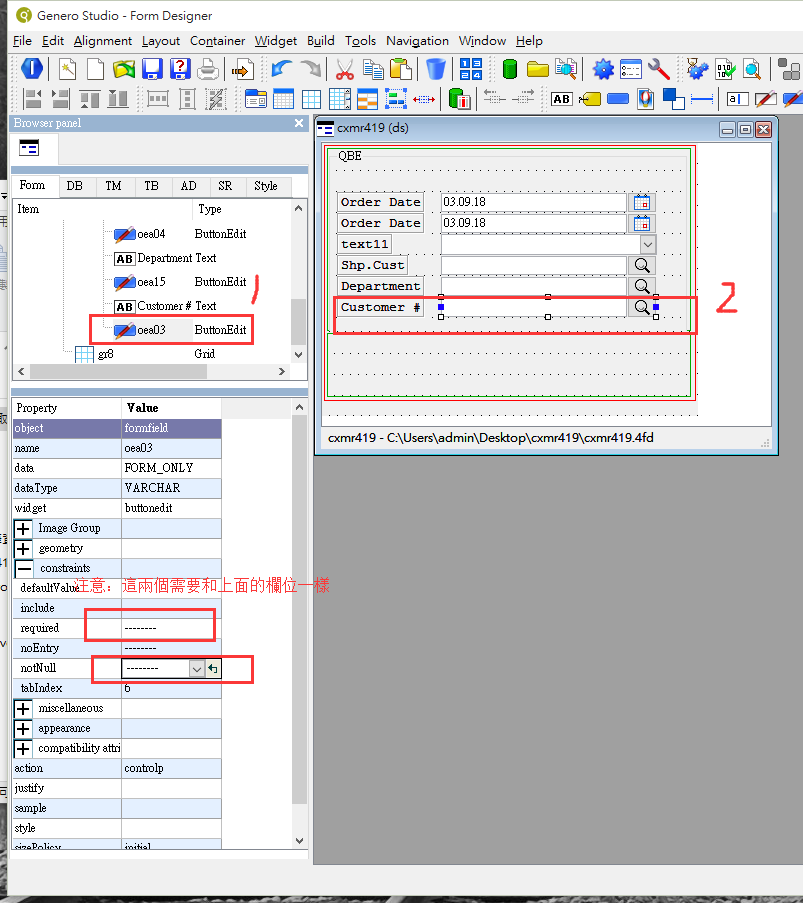 Genero Studio - Form Designer
File Edit Alignment Layout Container Widget Build Tools Navigation Window Help
Browser panel
Form DB TM TB AD SR Style
Item Type
oea04 ButtonEdit
Department Text
oea15 ButtonEdit
Customer # Text
oea03 ButtonEdit
gr8 Grid
1
Property Value
object formfield
name oea03
data FORM_ONLY
dataType VARCHAR
widget buttonedit
Image Group
geometry
constraints
defaultValue
注意：這兩個需要和上面的欄位一樣
include
required --------
noEntry --------
notNull --------
tabIndex 6
miscellaneous
appearance
compatibility attri
action controlp
justify
sample
style
sizePolicy initial
cxmr419 (ds)
QBE
Order Date 03.09.18
Order Date 03.09.18
text11
Shp.Cust
Department
Customer #
2
cxmr419 - C:\Users\admin\Desktop\cxmr419\cxmr419.4fd